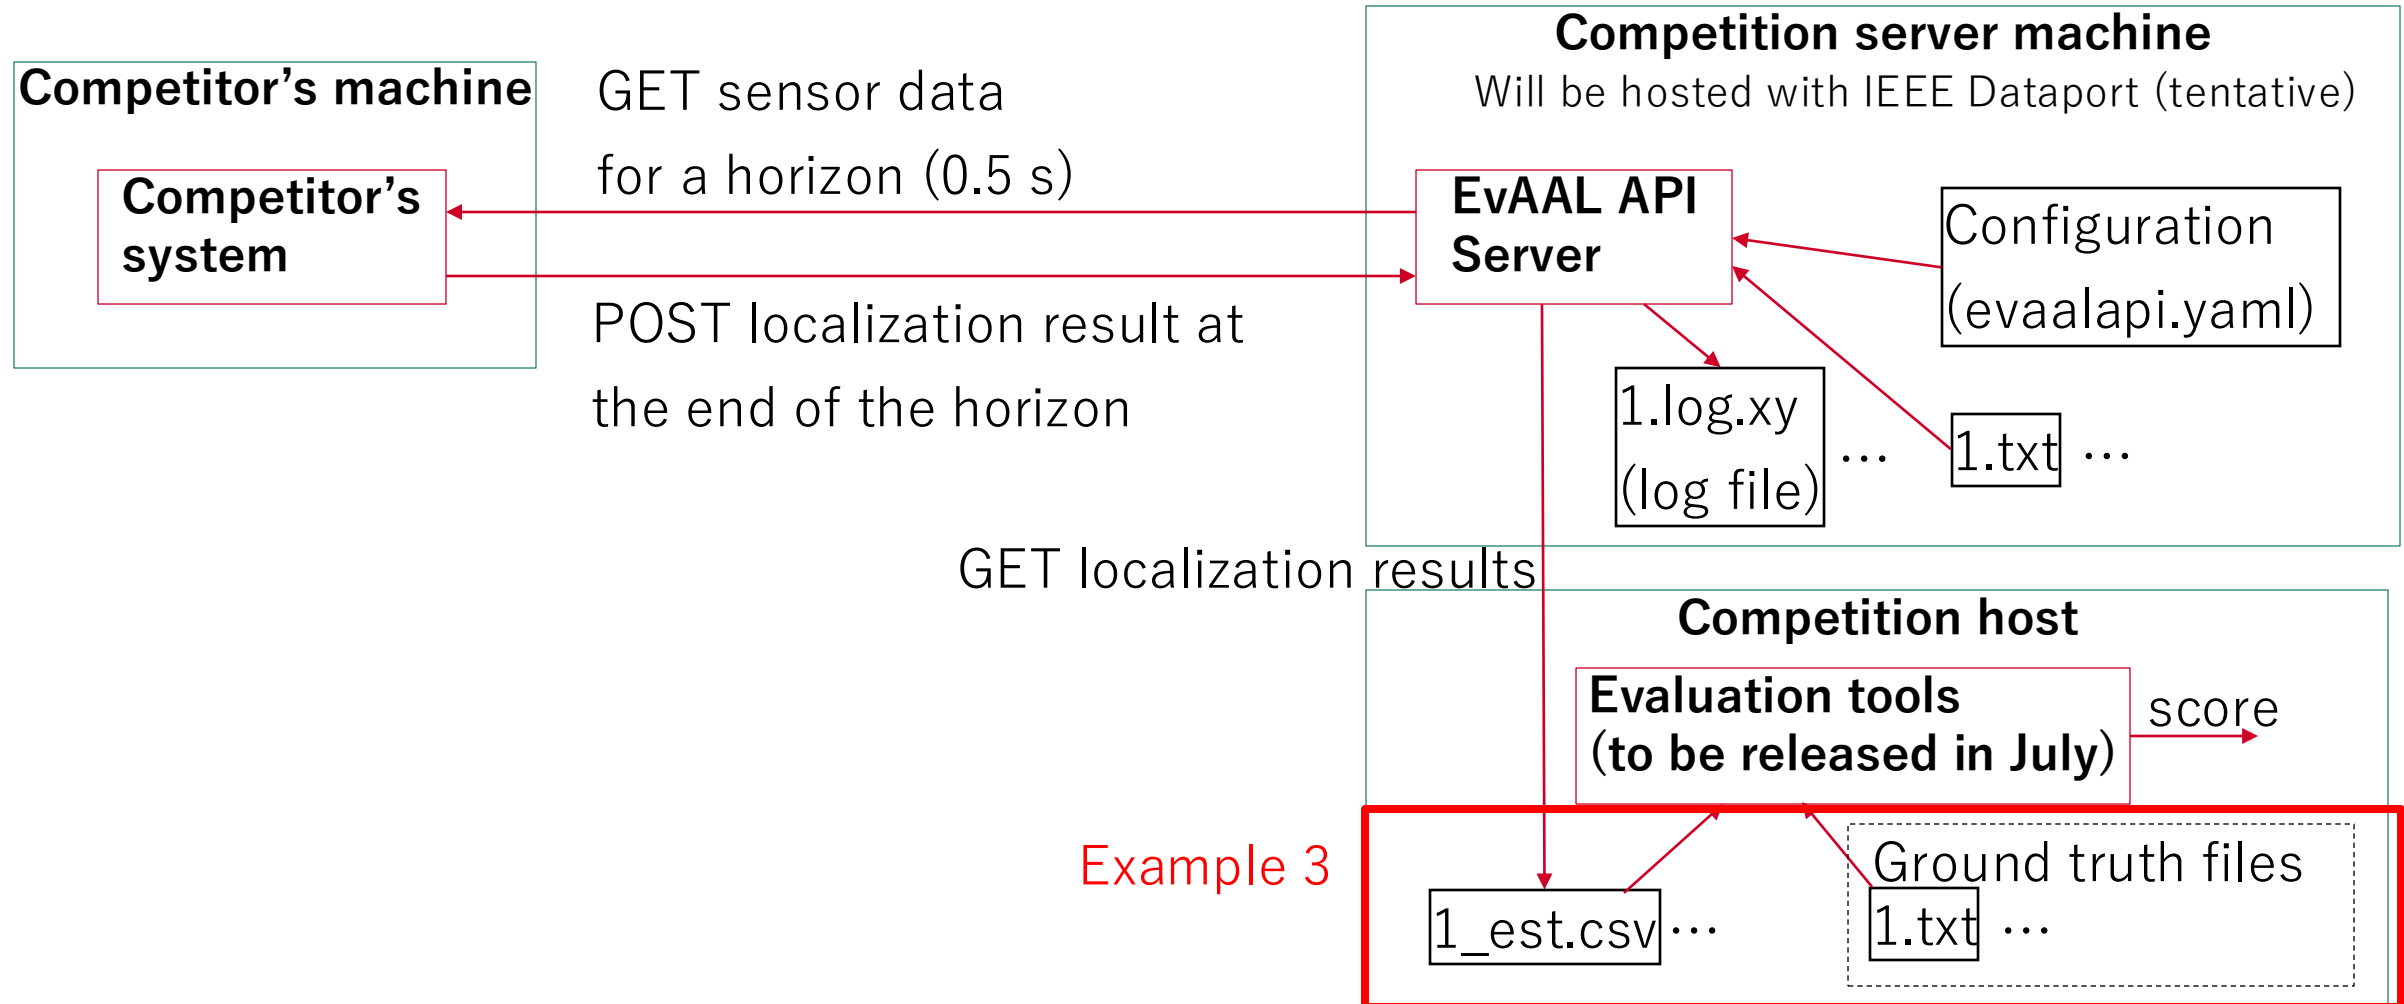 Competitor’s machine
Competitor’s
system
GET sensor data
for a horizon (0.5 s)
POST localization result at
the end of the horizon
Competition server machine
Will be hosted with IEEE Dataport (tentative)
EvAAL API
Server
Configuration
(evaalapi.yaml)
1.log.xy
(log file)
…
1.txt …
GET localization results
Competition host
Evaluation tools
(to be released in July)
score
Example 3
1_est.csv …
Ground truth files
1.txt …